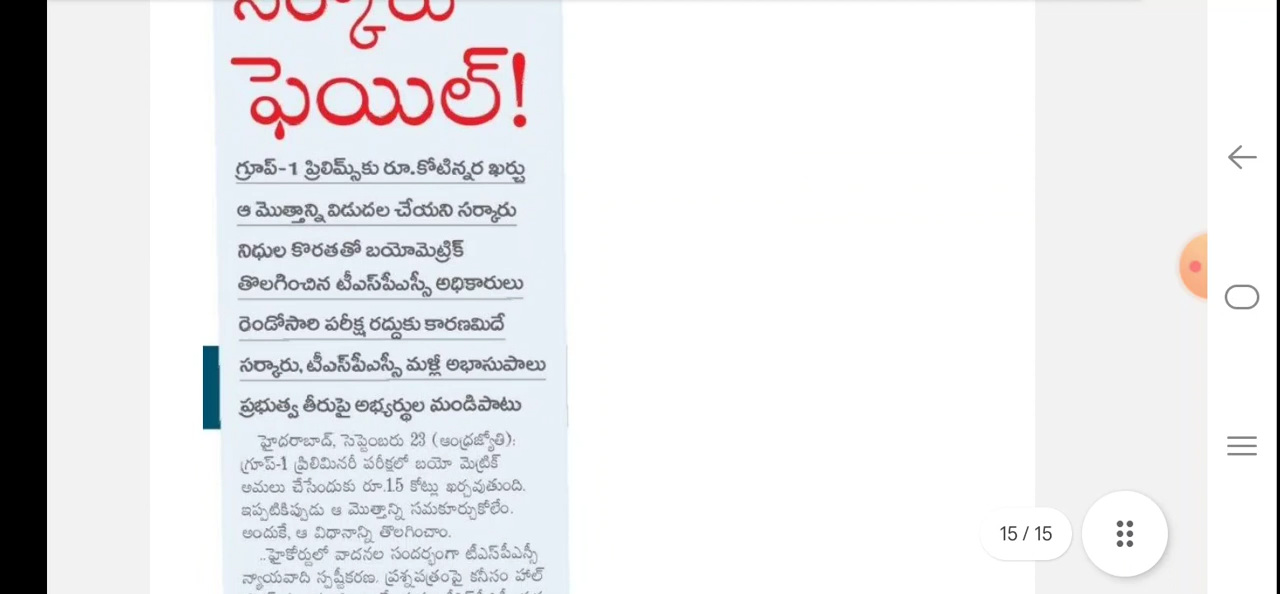 సర్కారు
ఫెయిల్!
గ్రూప్-1 ప్రిలిమ్స్‌కు రూ.కోటిన్నర ఖర్చు
ఆ మొత్తాన్ని విడుదల చేయని సర్కారు
నిధుల కొరతతో బయోమెట్రిక్
తొలగించిన టీఎస్‌పీఎస్సీ అధికారులు
రెండోసారి పరీక్ష రద్దుకు కారణమిదే
సర్కారు, టీఎస్‌పీఎస్సీ మళ్లీ అభాసుపాలు
ప్రభుత్వ తీరుపై అభ్యర్థుల మండిపాటు
హైదరాబాద్, సెప్టెంబరు 23 (ఆంధ్రజ్యోతి):
గ్రూప్-1 ప్రిలిమినరీ పరీక్షలో బయో మెట్రిక్
అమలు చేసేందుకు రూ.15 కోట్లు ఖర్చవుతుంది.
ఇప్పటికిప్పుడు ఆ మొత్తాన్ని సమకూర్చుకోలేం.
అందుకే, ఆ విధానాన్ని తొలగించాం.
..హైకోర్టులో వాదనల సందర్భంగా టీఎస్‌పీఎస్సీ
న్యాయవాది స్పష్టీకరణ. ప్రశ్నపత్రంపై కనీసం హాల్
15 / 15